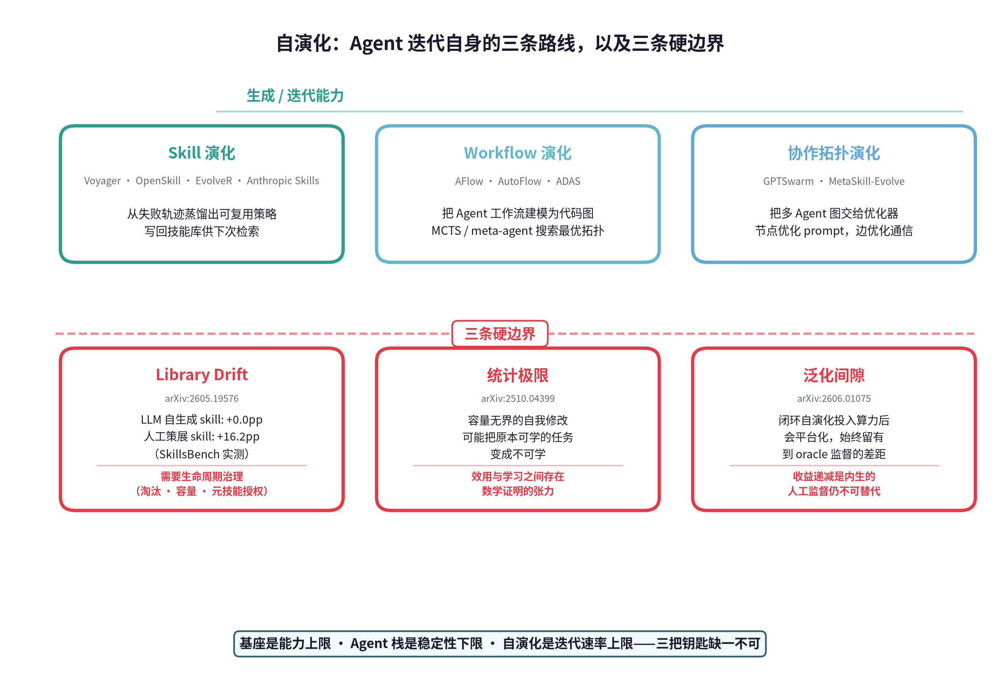 自演化：Agent 迭代自身的三条路线，以及三条硬边界
生成 / 迭代能力
Skill 演化
Voyager · OpenSkill · EvolveR · Anthropic Skills
从失败轨迹蒸馏出可复用策略
写回技能库供下次检索
Workflow 演化
AFlow · AutoFlow · ADAS
把 Agent 工作流建模为代码图
MCTS / meta-agent 搜索最优拓扑
协作拓扑演化
GPTSwarm · MetaSkill-Evolve
把多 Agent 图交给优化器
节点优化 prompt，边优化通信
三条硬边界
Library Drift
arXiv:2605.19576
LLM 自生成 skill: +0.0pp
人工策展 skill: +16.2pp
（SkillsBench 实测）
需要生命周期治理
（淘汰 · 容量 · 元技能授权）
统计极限
arXiv:2510.04399
容量无界的自我修改
可能把原本可学的任务
变成不可学
效用与学习之间存在
数学证明的张力
泛化间隙
arXiv:2606.01075
闭环自演化投入算力后
会平台化，始终留有
到 oracle 监督的差距
收益递减是内生的
人工监督仍不可替代
基座是能力上限 · Agent 栈是稳定性下限 · 自演化是迭代速率上限——三把钥匙缺一不可